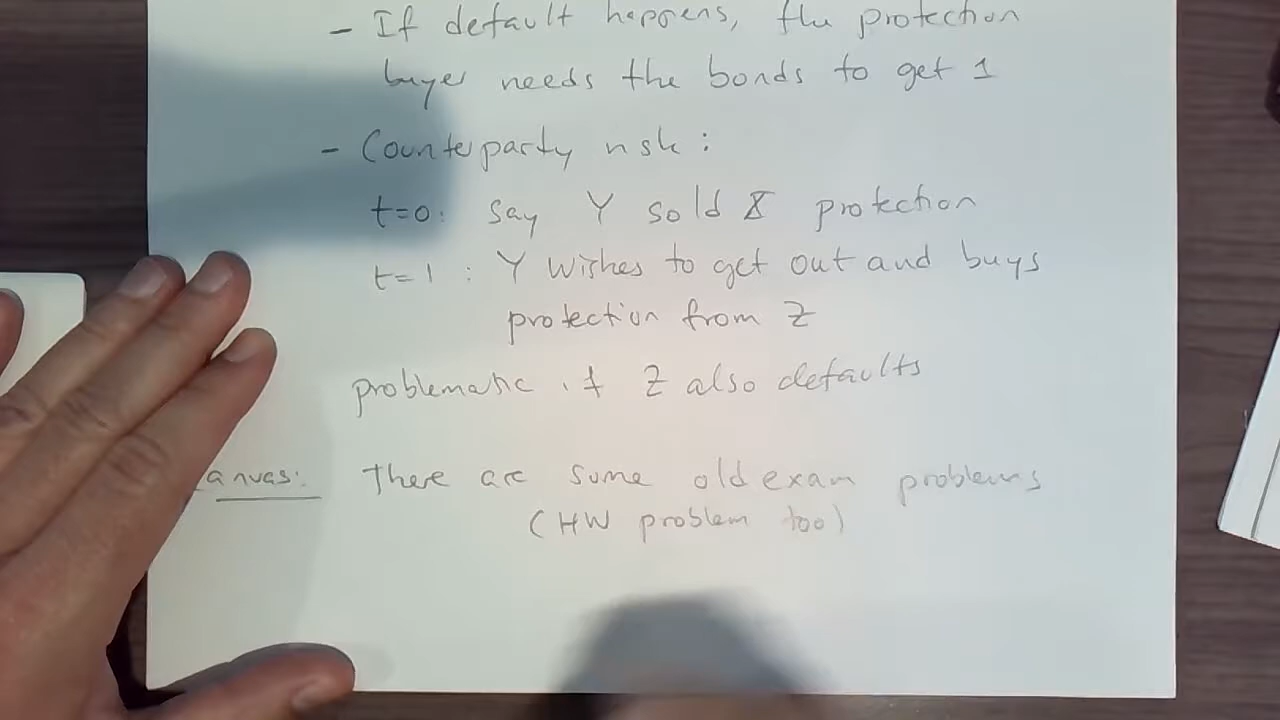 - If default happens, the protection
buyer needs the bonds to get 1
- Counterparty risk:
t=0: say Y sold X protection
t=1: Y wishes to get out and buys
protection from Z
problematic if Z also defaults
anvas: There are some old exam problems
(HW problem too)